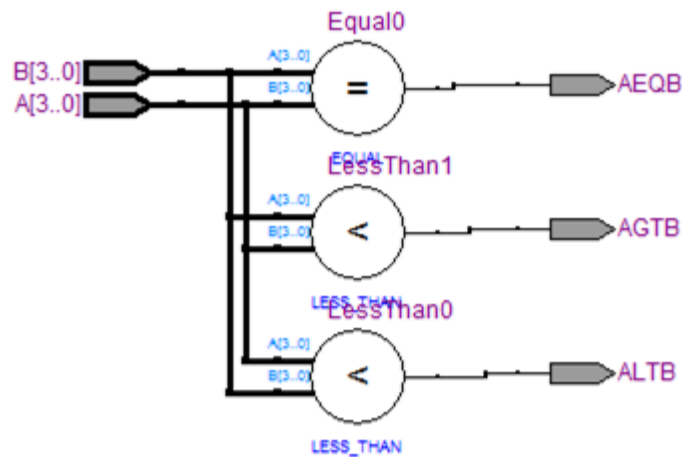 Equal0
A[3..0]
B[3..0]
B[3..0]
A[3..0]
=
AEQB
EQUAL
LessThan1
A[3..0]
B[3..0]
<
AGTB
LESS_THAN
LessThan0
A[3..0]
B[3..0]
<
ALTB
LESS_THAN